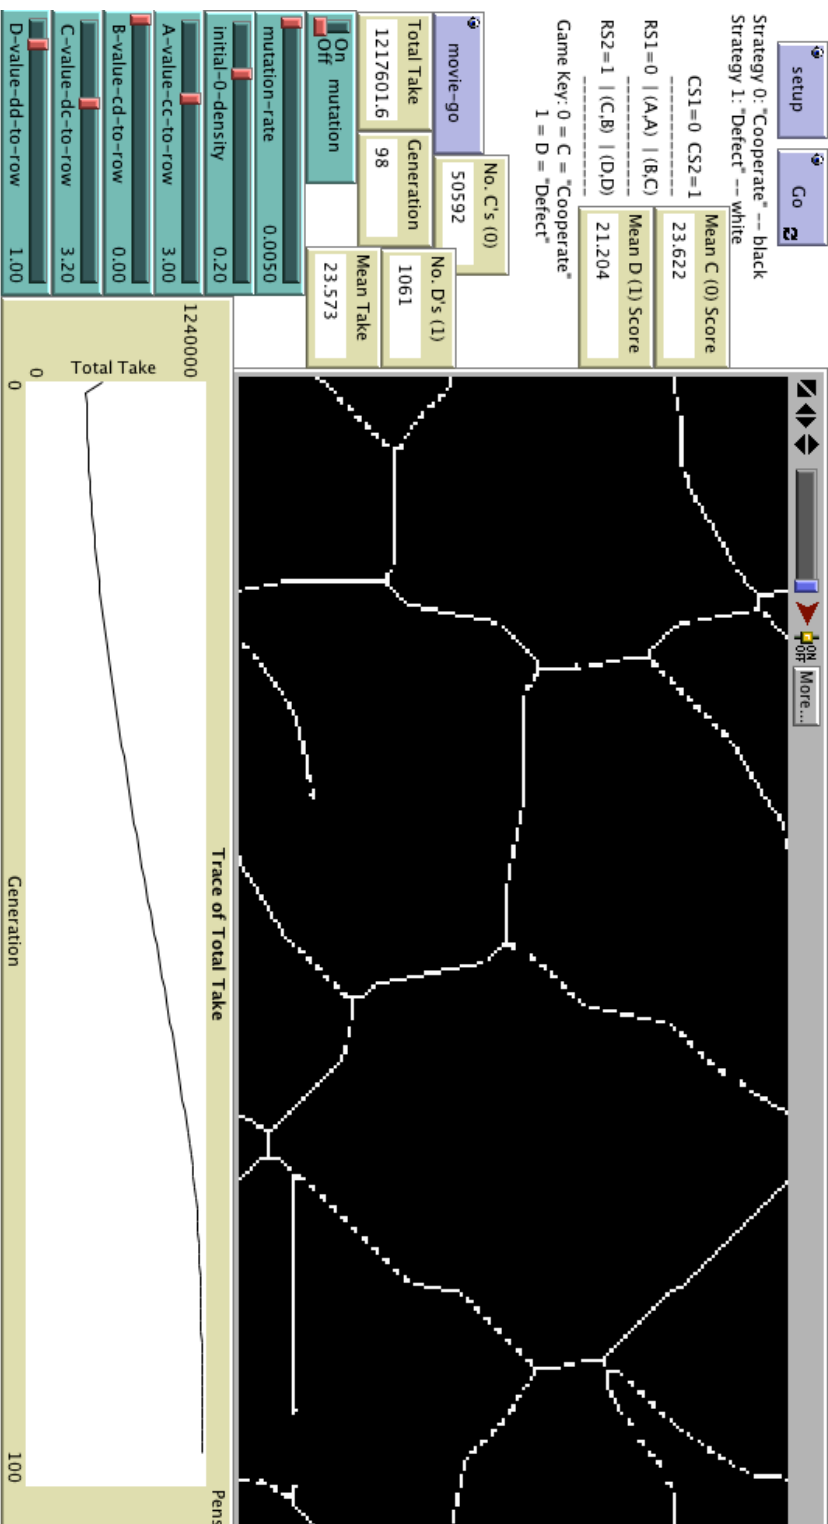 setup
Go
Strategy 0: "Cooperate" -- black
Strategy 1: "Defect" -- white
CS1=0 CS2=1
----------------
RS1=0 | (A,A) | (B,C)
----------------
RS2=1 | (C,B) | (D,D)
----------------
Game Key: 0 = C = "Cooperate"
1 = D = "Defect"
Mean C (0) Score
23.622
Mean D (1) Score
21.204
movie-go
No. C's (0)
50592
Total Take
1217601.6
Generation
98
No. D's (1)
1061
Mean Take
23.573
On
Off
mutation
mutation-rate 0.0050
initial-0-density 0.20
A-value-cc-to-row 3.00
B-value-cd-to-row 0.00
C-value-dc-to-row 3.20
D-value-dd-to-row 1.00
ON
OFF
More...
Trace of Total Take
Pens
1240000
Total Take
0
0
Generation
100